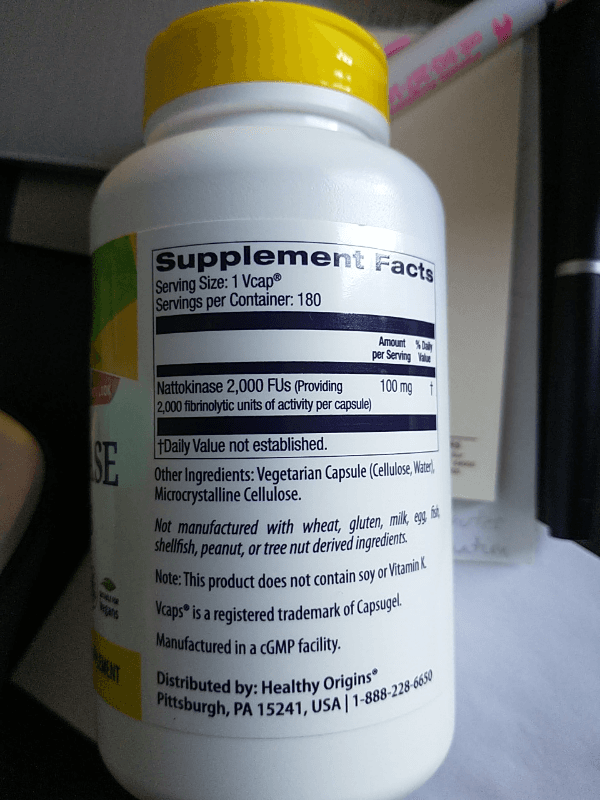 Supplement Facts
Serving Size: 1 Vcap®
Servings per Container: 180
Amount per Serving
% Daily Value
Nattokinase 2,000 FUs (Providing 100 mg †
2,000 fibrinolytic units of activity per capsule)
†Daily Value not established.
Other Ingredients: Vegetarian Capsule (Cellulose, Water),
Microcrystalline Cellulose.
Not manufactured with wheat, gluten, milk, egg, fish,
shellfish, peanut, or tree nut derived ingredients.
Note: This product does not contain soy or Vitamin K.
Vcaps® is a registered trademark of Capsugel.
Manufactured in a cGMP facility.
Distributed by: Healthy Origins®
Pittsburgh, PA 15241, USA | 1-888-228-6650
SE
Vegans